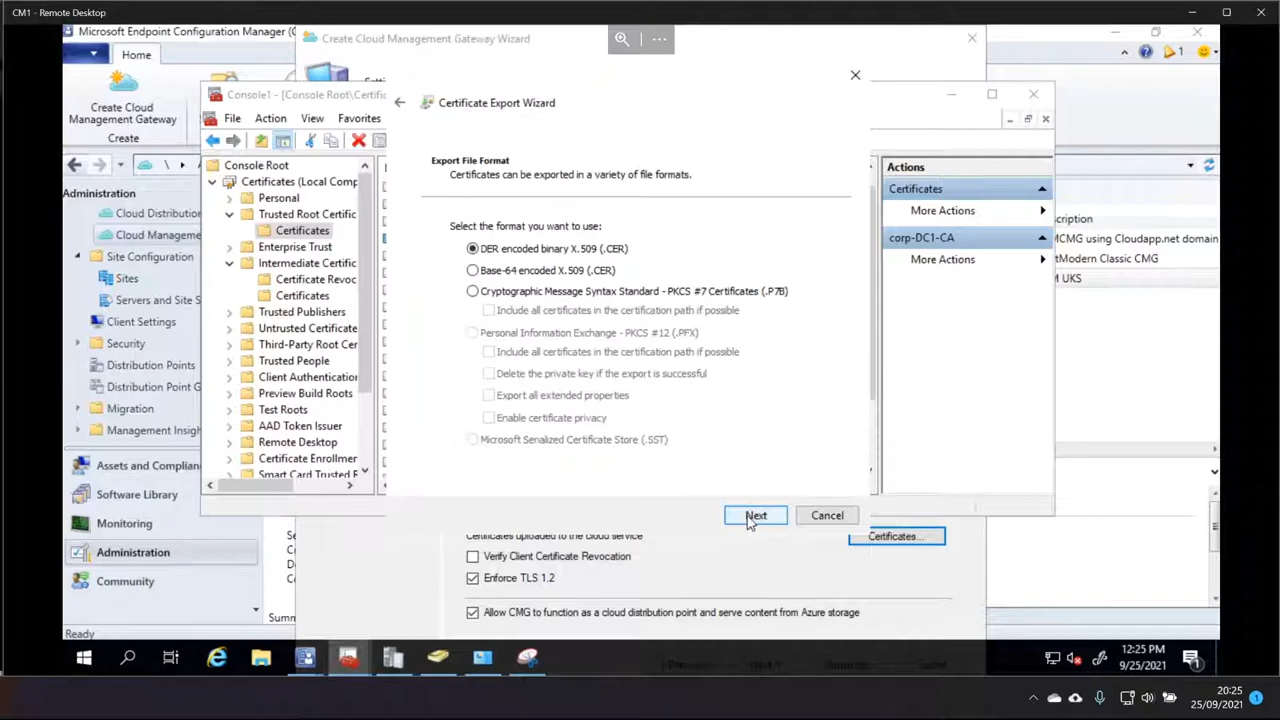 CM1 - Remote Desktop
Microsoft Endpoint Configuration Manager (
Create Cloud Management Gateway Wizard
Home
1
Create Cloud
Management Gateway
Create
Console1 - [Console Root\Certific
File Action View Favorites
Certificate Export Wizard
Export File Format
Certificates can be exported in a variety of file formats.
Select the format you want to use:
DER encoded binary X.509 (.CER)
Base-64 encoded X.509 (.CER)
Cryptographic Message Syntax Standard - PKCS #7 Certificates (.P7B)
Include all certificates in the certification path if possible
Personal Information Exchange - PKCS #12 (.PFX)
Include all certificates in the certification path if possible
Delete the private key if the export is successful
Export all extended properties
Enable certificate privacy
Microsoft Serialized Certificate Store (.SST)
Next
Cancel
Console Root
Certificates (Local Comp
Personal
Trusted Root Certific
Certificates
Enterprise Trust
Intermediate Certific
Certificate Revoc
Certificates
Trusted Publishers
Untrusted Certificate
Third-Party Root Cer
Trusted People
Client Authentication
Preview Build Roots
Test Roots
AAD Token Issuer
Remote Desktop
Certificate Enrollmer
Smart Card Trusted F
Actions
Certificates
More Actions
corp-DC1-CA
More Actions
scription
MCMG using Cloudapp.net domain
tModern Classic CMG
M UKS
Administration
Cloud Distribution
Cloud Manageme
Site Configuration
Sites
Servers and Site S
Client Settings
Security
Distribution Points
Distribution Point G
Migration
Management Insigh
Assets and Complian
Software Library
Monitoring
Administration
Community
Summ
Certificates uploaded to the cloud service
Certificates...
Verify Client Certificate Revocation
Enforce TLS 1.2
Allow CMG to function as a cloud distribution point and serve content from Azure storage
Ready
12:25 PM
9/25/2021
1
20:25
25/09/2021
1